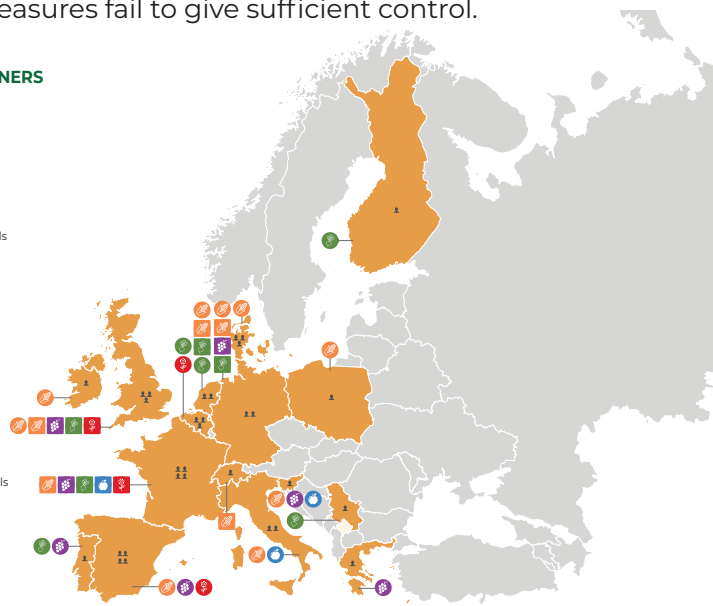 easures fail to give sufficient control.
NERS
ls
ls